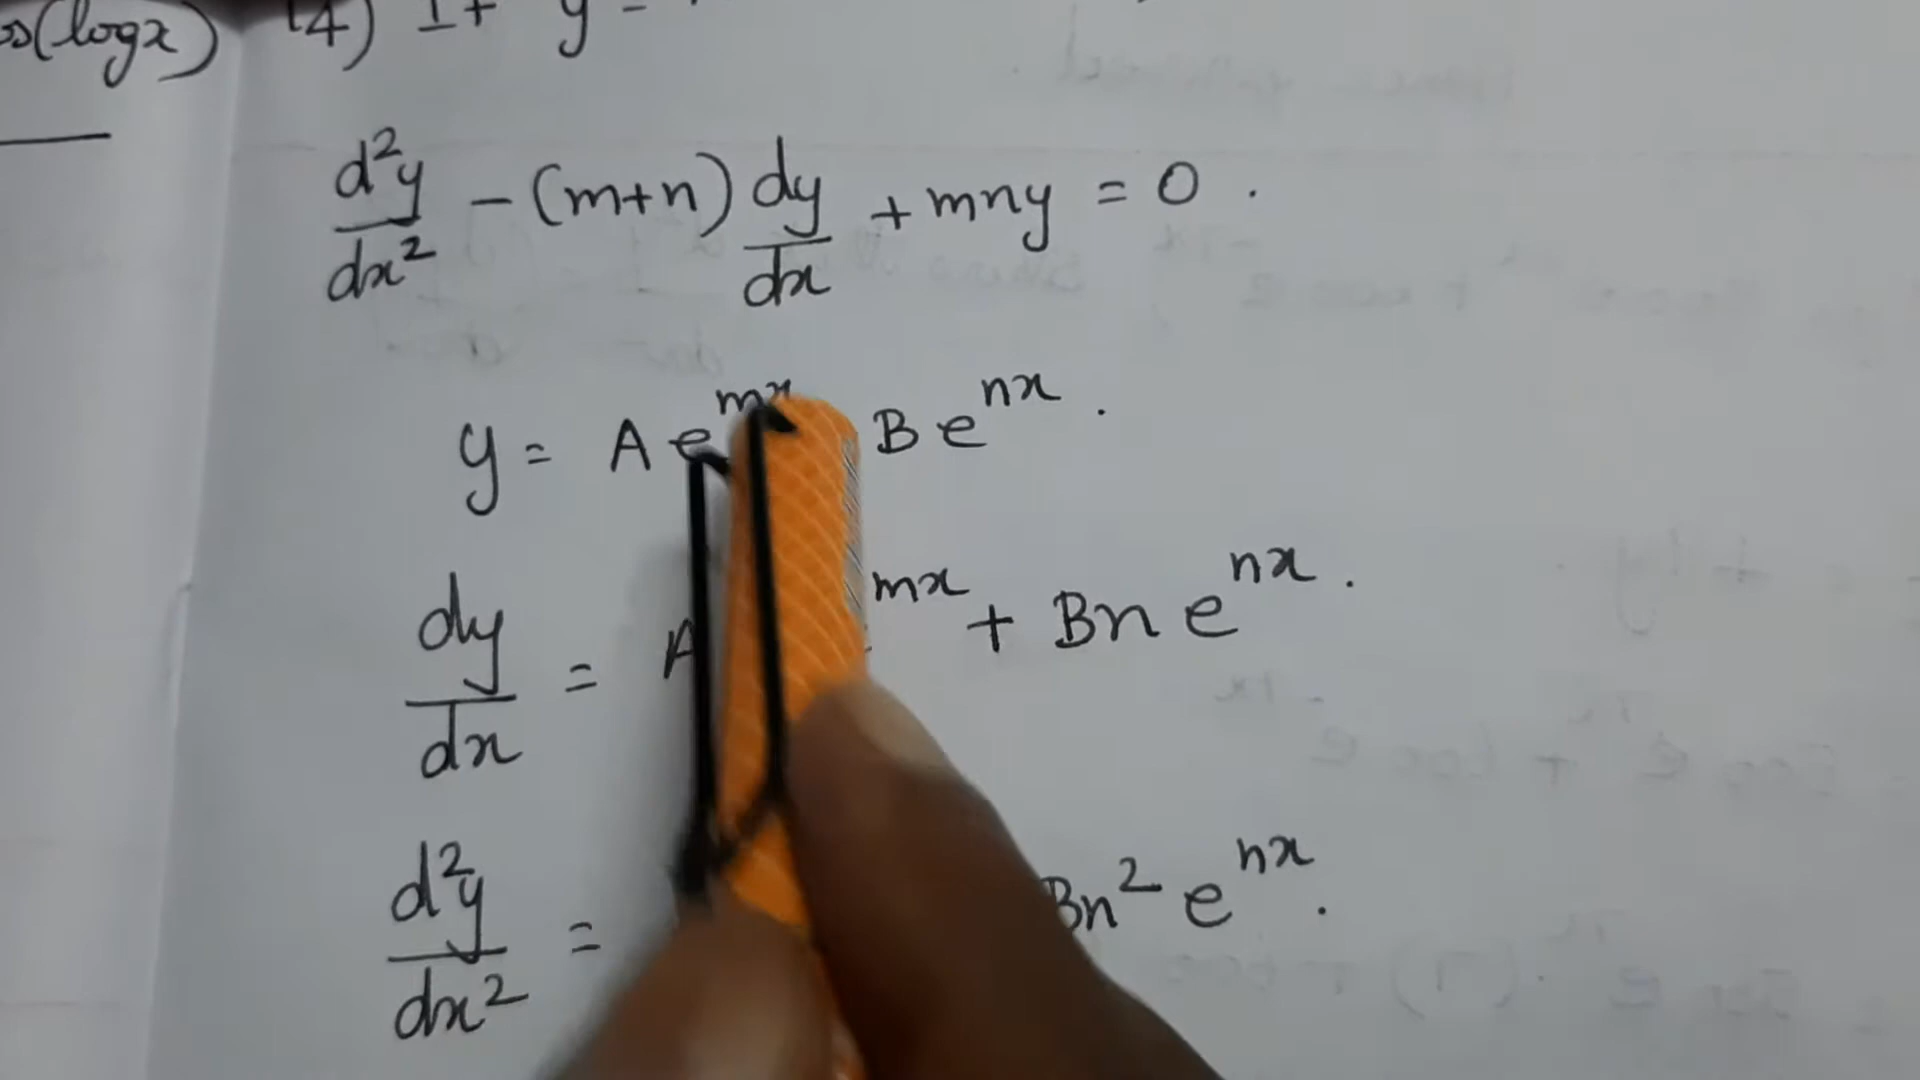 os(logx) (4) 1+ y =
d²y/dx² - (m+n) dy/dx + mny = 0 .
y = A e^mx B e^nx .
dy/dx = A mx + Bn e^nx .
d²y/dx² = Bn² e^nx .